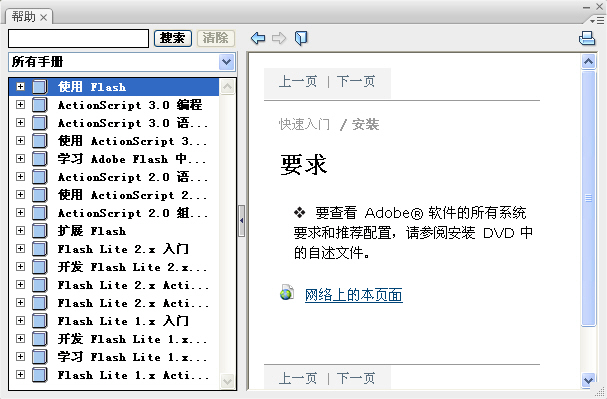 帮助
搜索
清除
所有手册
使用 Flash
ActionScript 3.0 编程
ActionScript 3.0 语...
使用 ActionScript 3...
学习 Adobe Flash 中...
ActionScript 2.0 语...
使用 ActionScript 2...
ActionScript 2.0 组...
扩展 Flash
Flash Lite 2.x 入门
开发 Flash Lite 2.x...
Flash Lite 2.x Acti...
Flash Lite 2.x Acti...
Flash Lite 1.x 入门
开发 Flash Lite 1.x...
学习 Flash Lite 1.x...
Flash Lite 1.x Acti...
上一页 | 下一页
快速入门 / 安装
要求
❖ 要查看 Adobe® 软件的所有系统
要求和推荐配置，请参阅安装 DVD 中
的自述文件。
网络上的本页面
上一页 | 下一页